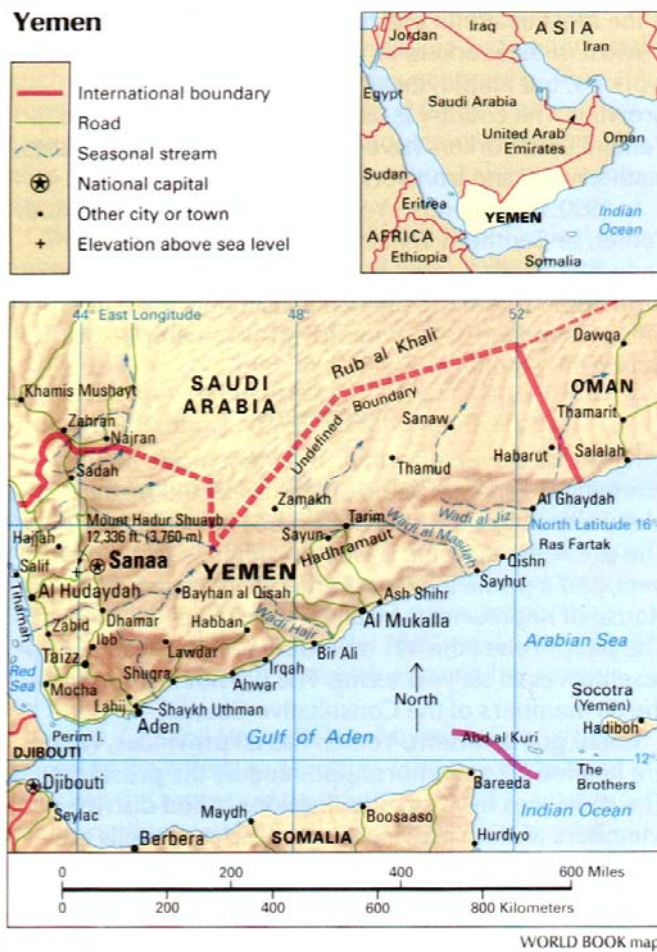 Yemen
International boundary
Road
Seasonal stream
National capital
Other city or town
Elevation above sea level
ASIA
Jordan
Iraq
Iran
Egypt
Saudi Arabia
United Arab
Emirates
Oman
Sudan
Eritrea
YEMEN
Indian
Ocean
AFRICA
Ethiopia
Somalia
44° East Longitude
48°
52°
Rub al Khali
Dawqa
Khamis Mushayt
SAUDI
ARABIA
OMAN
Undefined Boundary
Zahran
Najran
Sanaw
Thamarit
Sadah
Habarut
Salalah
Thamud
Zamakh
Al Ghaydah
Mount Hadur Shuayb
12,336 ft. (3,760 m)
Tarim
Wadi al Jiz
North Latitude 16°
Hajjah
Sayun
Wadi al Masilah
Ras Fartak
Salif
Sanaa
YEMEN
Hadhramaut
Qishn
Tihamah
Sayhut
Al Hudaydah
Bayhan al Qisah
Ash Shihr
Zabid
Dhamar
Habban
Wadi Hajr
Al Mukalla
Ibb
Taizz
Lawdar
Bir Ali
Arabian Sea
Shuqra
Irqah
Ahwar
Red
Sea
Mocha
North
Socotra
(Yemen)
Lahij
Shaykh Uthman
Hadiboh
Aden
Perim I.
Gulf of Aden
Abd al Kuri
DJIBOUTI
12°
Djibouti
Bareeda
The
Brothers
Seylac
Maydh
Boosaaso
Indian Ocean
Berbera
SOMALIA
Hurdiyo
0 200 400 600 Miles
0 200 400 600 800 Kilometers
WORLD BOOK map